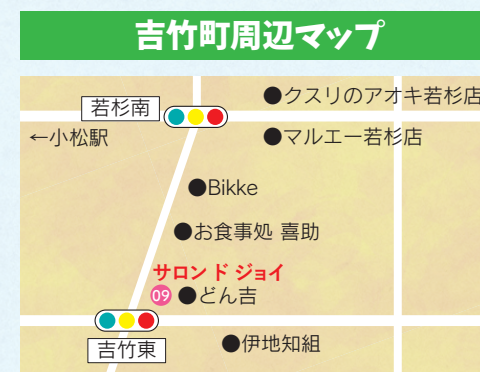 吉竹町周辺マップ
●クスリのアオキ若杉店
若杉南
←小松駅
●マルエー若杉店
●Bikke
●お食事処 喜助
サロン ド ジョイ
09 ●どん吉
吉竹東
●伊地知組